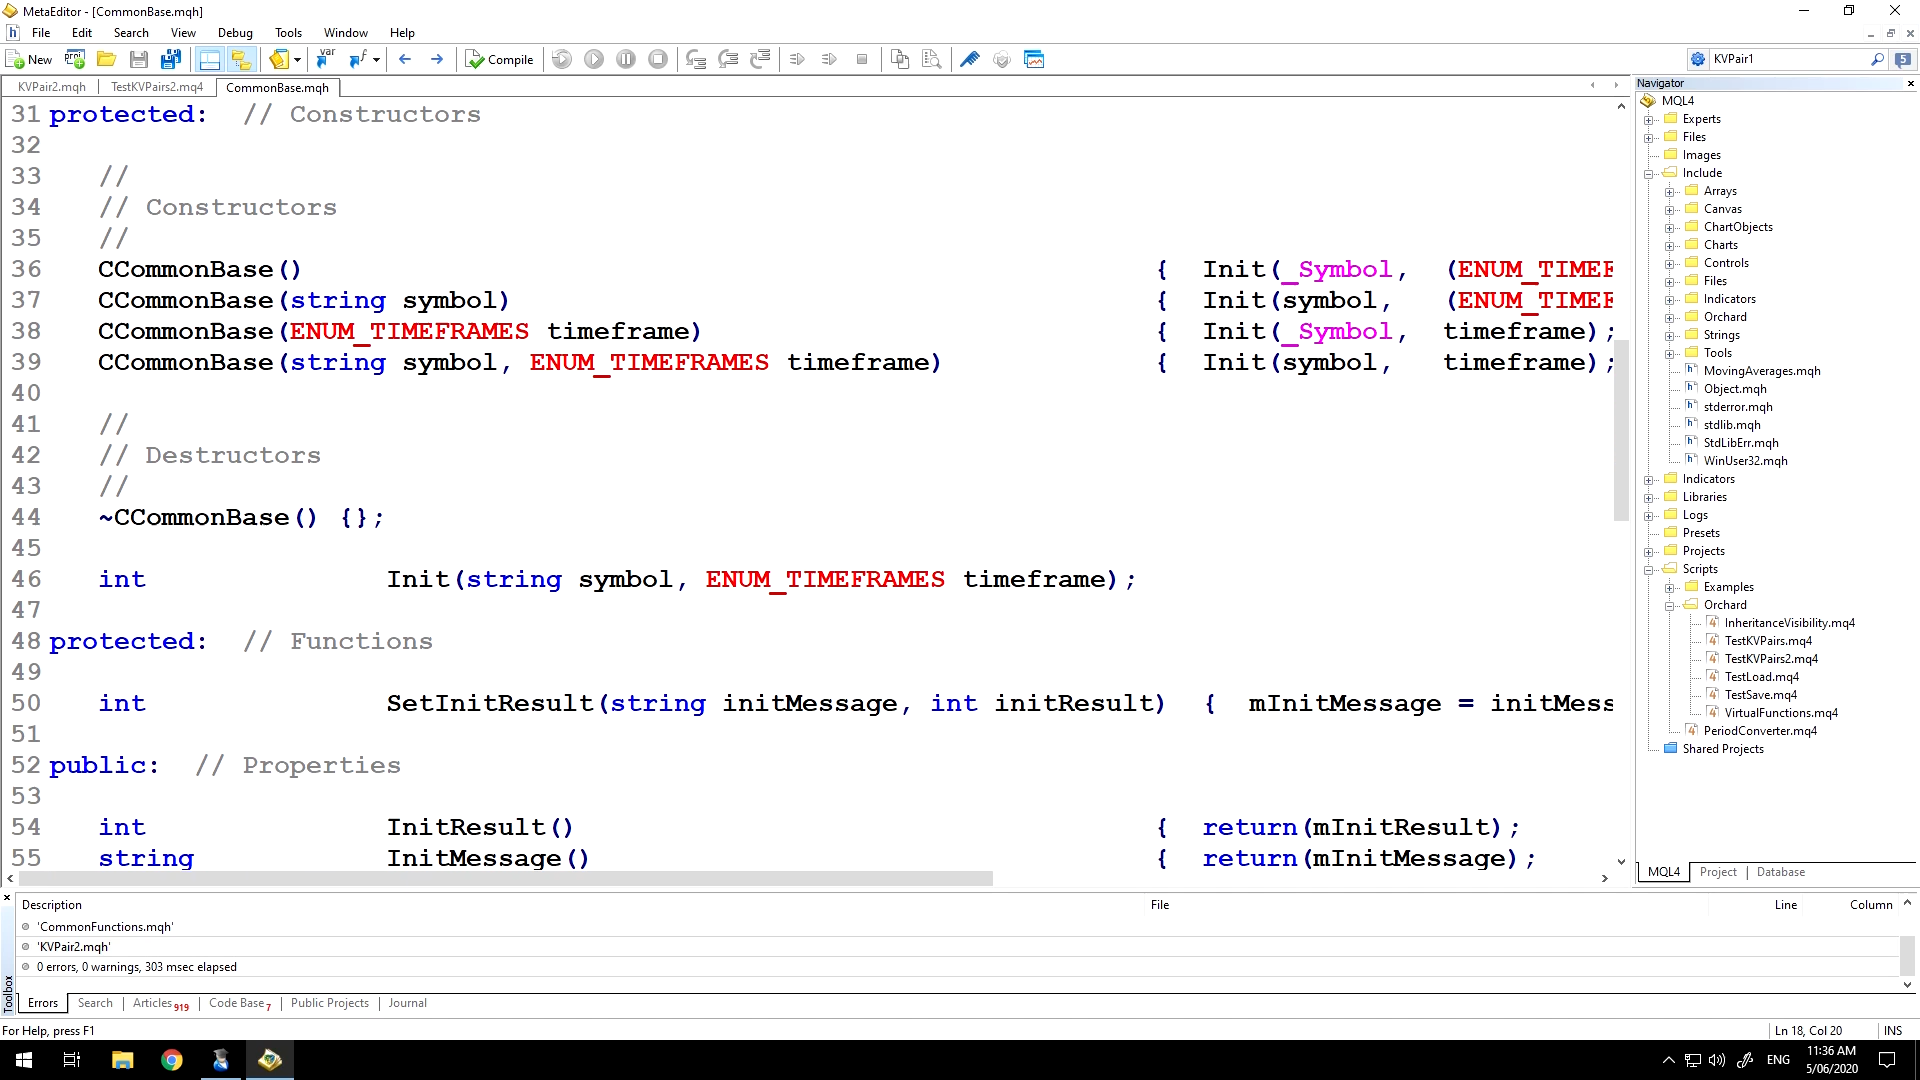 MetaEditor - [CommonBase.mqh]
File Edit Search View Debug Tools Window Help
New Compile KVPair1 5
KVPair2.mqh TestKVPairs2.mq4 CommonBase.mqh
31 protected: // Constructors
32
33 //
34 // Constructors
35 //
36 CCommonBase() { Init(_Symbol, (ENUM_TIMEF
37 CCommonBase(string symbol) { Init(symbol, (ENUM_TIMEF
38 CCommonBase(ENUM_TIMEFRAMES timeframe) { Init(_Symbol, timeframe);
39 CCommonBase(string symbol, ENUM_TIMEFRAMES timeframe) { Init(symbol, timeframe);
40
41 //
42 // Destructors
43 //
44 ~CCommonBase() {};
45
46 int Init(string symbol, ENUM_TIMEFRAMES timeframe);
47
48 protected: // Functions
49
50 int SetInitResult(string initMessage, int initResult) { mInitMessage = initMess
51
52 public: // Properties
53
54 int InitResult() { return(mInitResult);
55 string InitMessage() { return(mInitMessage);
Navigator
MQL4
Experts
Files
Images
Include
Arrays
Canvas
ChartObjects
Charts
Controls
Files
Indicators
Orchard
Strings
Tools
MovingAverages.mqh
Object.mqh
stderror.mqh
stdlib.mqh
StdLibErr.mqh
WinUser32.mqh
Indicators
Libraries
Logs
Presets
Projects
Scripts
Examples
Orchard
InheritanceVisibility.mq4
TestKVPairs.mq4
TestKVPairs2.mq4
TestLoad.mq4
TestSave.mq4
VirtualFunctions.mq4
PeriodConverter.mq4
Shared Projects
MQL4 Project Database
Description File Line Column
'CommonFunctions.mqh'
'KVPair2.mqh'
0 errors, 0 warnings, 303 msec elapsed
Toolbox
Errors Search Articles 919 Code Base 7 Public Projects Journal
For Help, press F1 Ln 18, Col 20 INS
ENG 11:36 AM
5/06/2020